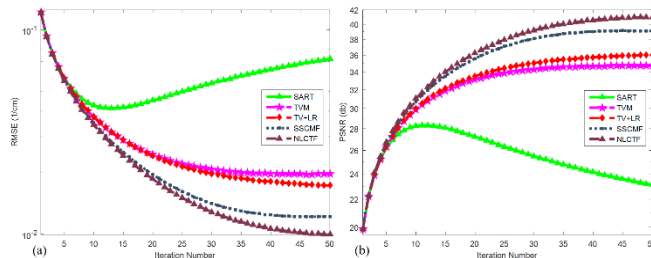 10⁻¹
RMSE (1/cm)
10⁻²
SART
TVM
TV+LR
SSCMF
NLCTF
(a)
5 10 15 20 25 30 35 40 45 50
Iteration Number
42
40
38
36
34
32
30
28
26
24
22
20
PSNR (db)
SART
TVM
TV+LR
SSCMF
NLCTF
(b)
5 10 15 20 25 30 35 40 45 50
Iteration Number